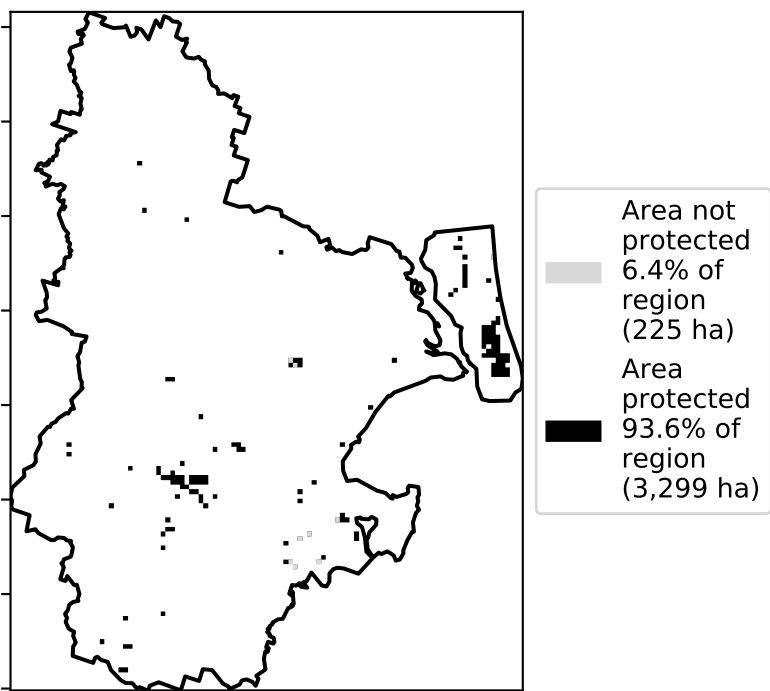 Area not
protected
6.4% of
region
(225 ha)
Area
protected
93.6% of
region
(3,299 ha)